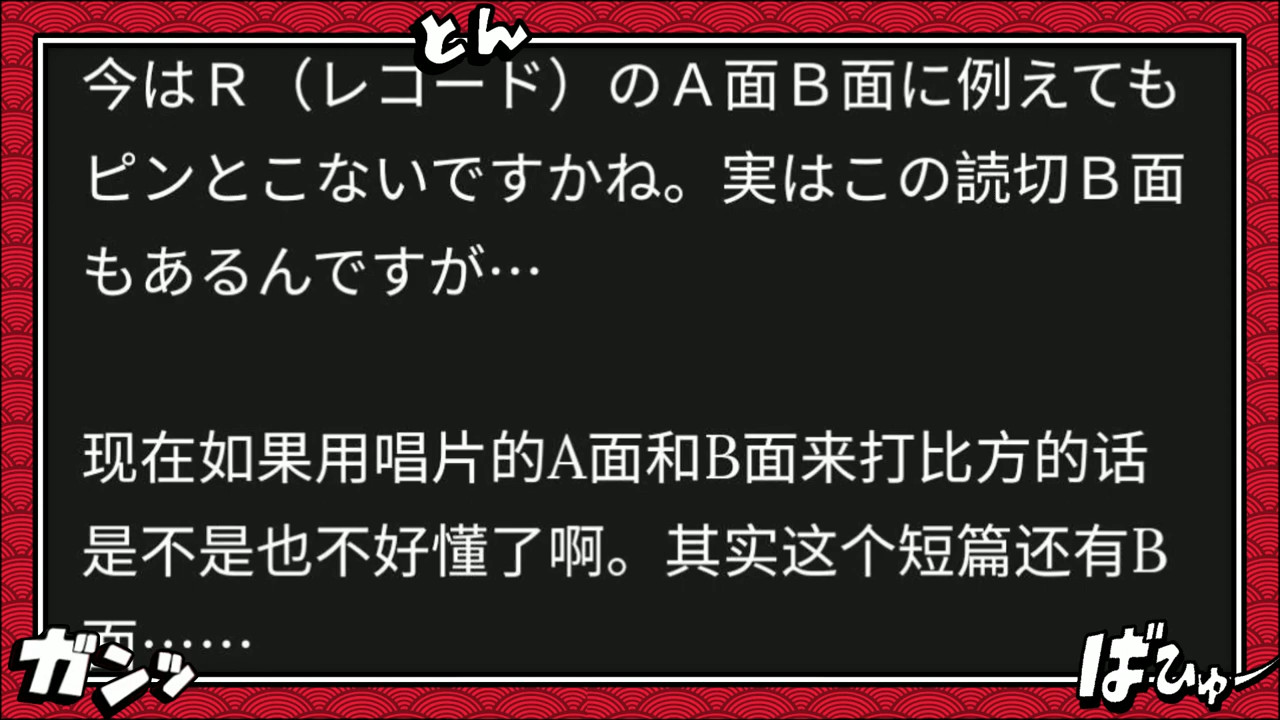 とん
今はＲ（レコード）のＡ面Ｂ面に例えても
ピンとこないですかね。実はこの読切Ｂ面
もあるんですが…
现在如果用唱片的A面和B面来打比方的话
是不是也不好懂了啊。其实这个短篇还有B
面……
ガンッ
ばひゅー